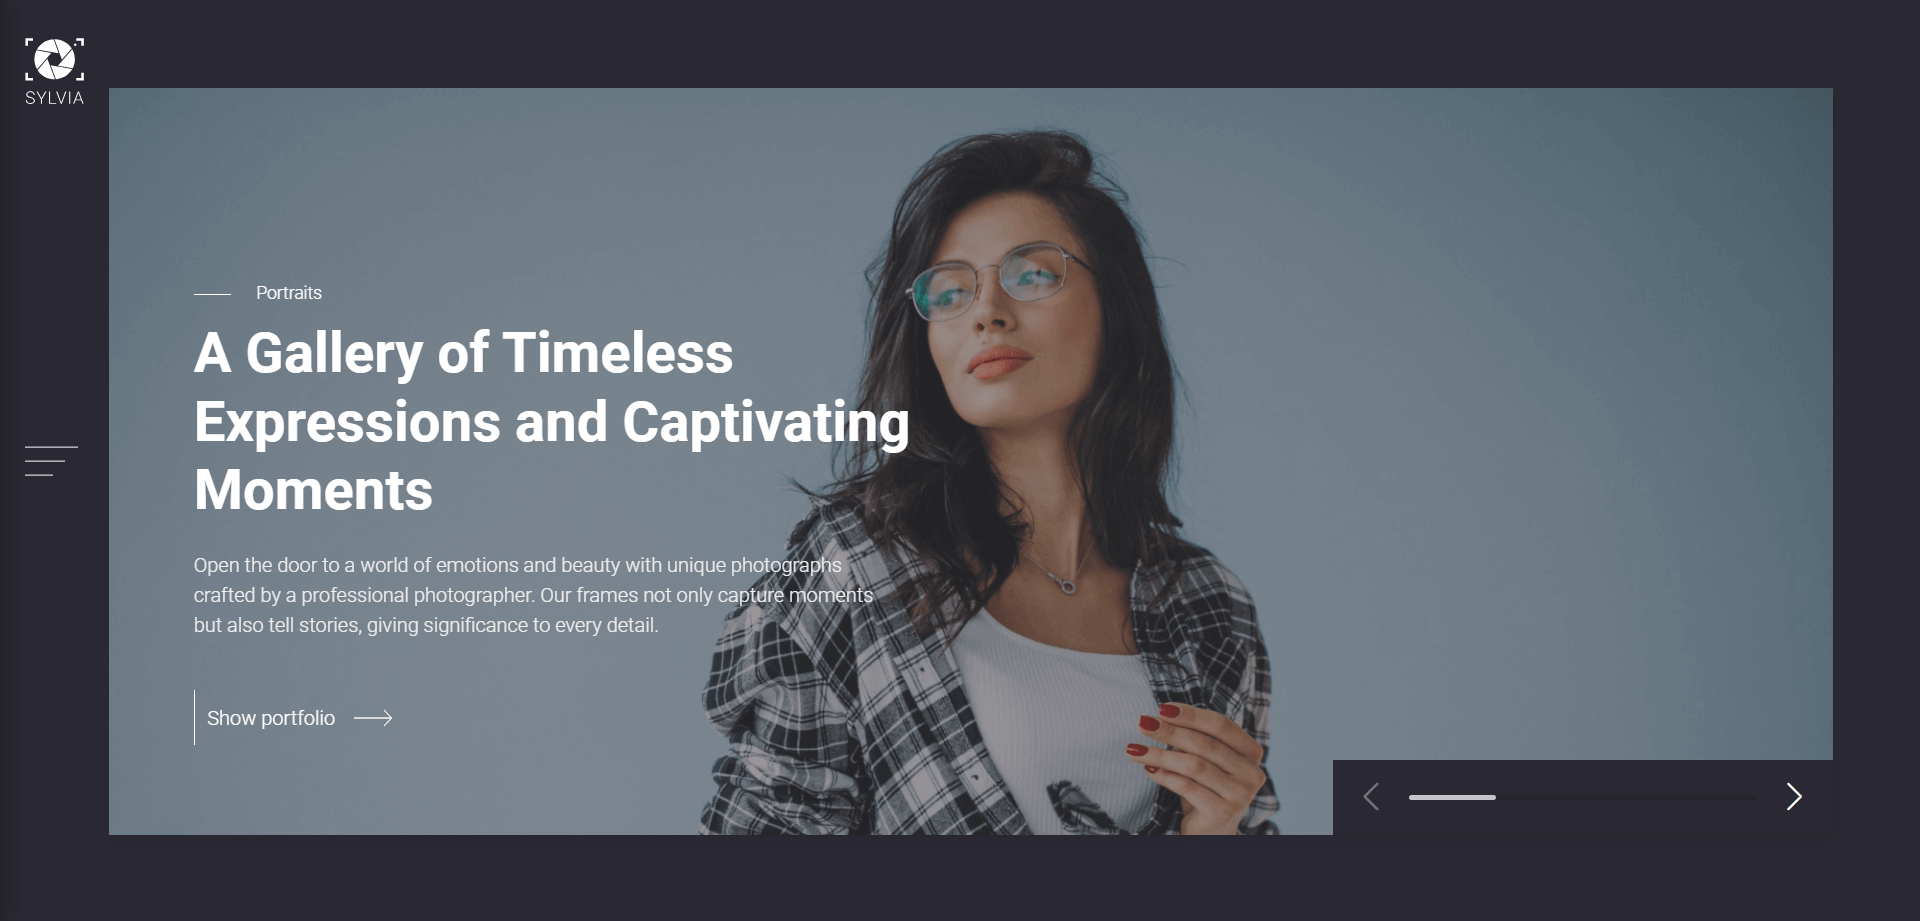 SYLVIA
Portraits
A Gallery of Timeless
Expressions and Captivating
Moments
Open the door to a world of emotions and beauty with unique photographs
crafted by a professional photographer. Our frames not only capture moments
but also tell stories, giving significance to every detail.
Show portfolio